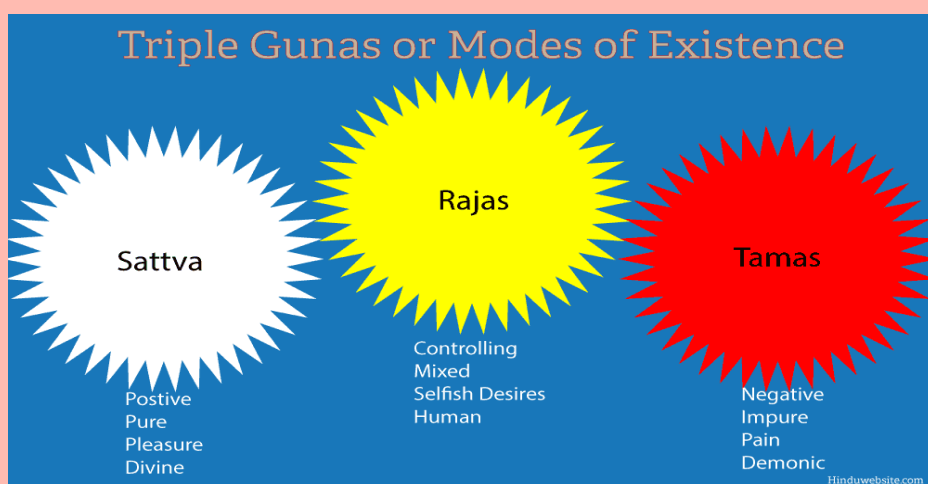 Triple Gunas or Modes of Existence
Sattva
Postive
Pure
Pleasure
Divine
Rajas
Controlling
Mixed
Selfish Desires
Human
Tamas
Negative
Impure
Pain
Demonic
Hinduwebsite.com